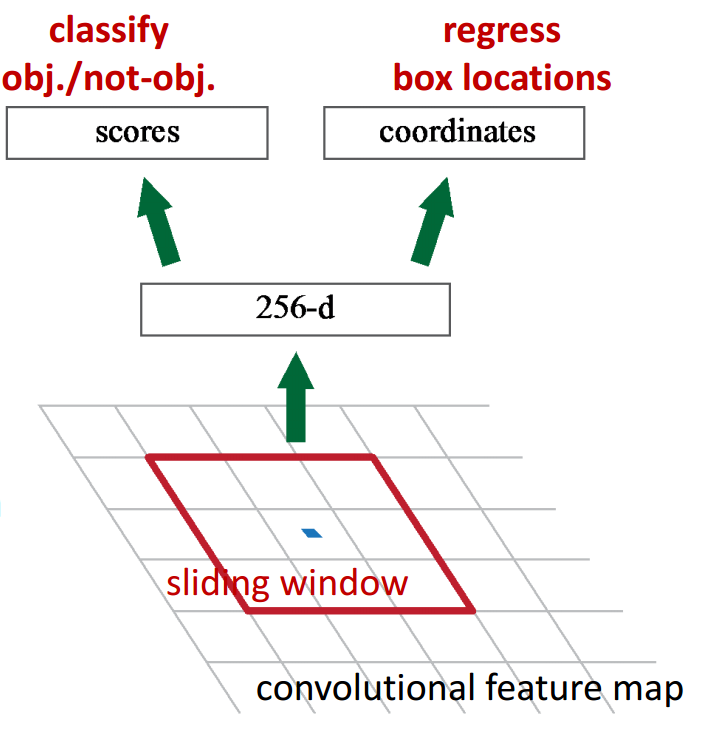 classify
obj./not-obj.
regress
box locations
scores
coordinates
256-d
sliding window
convolutional feature map